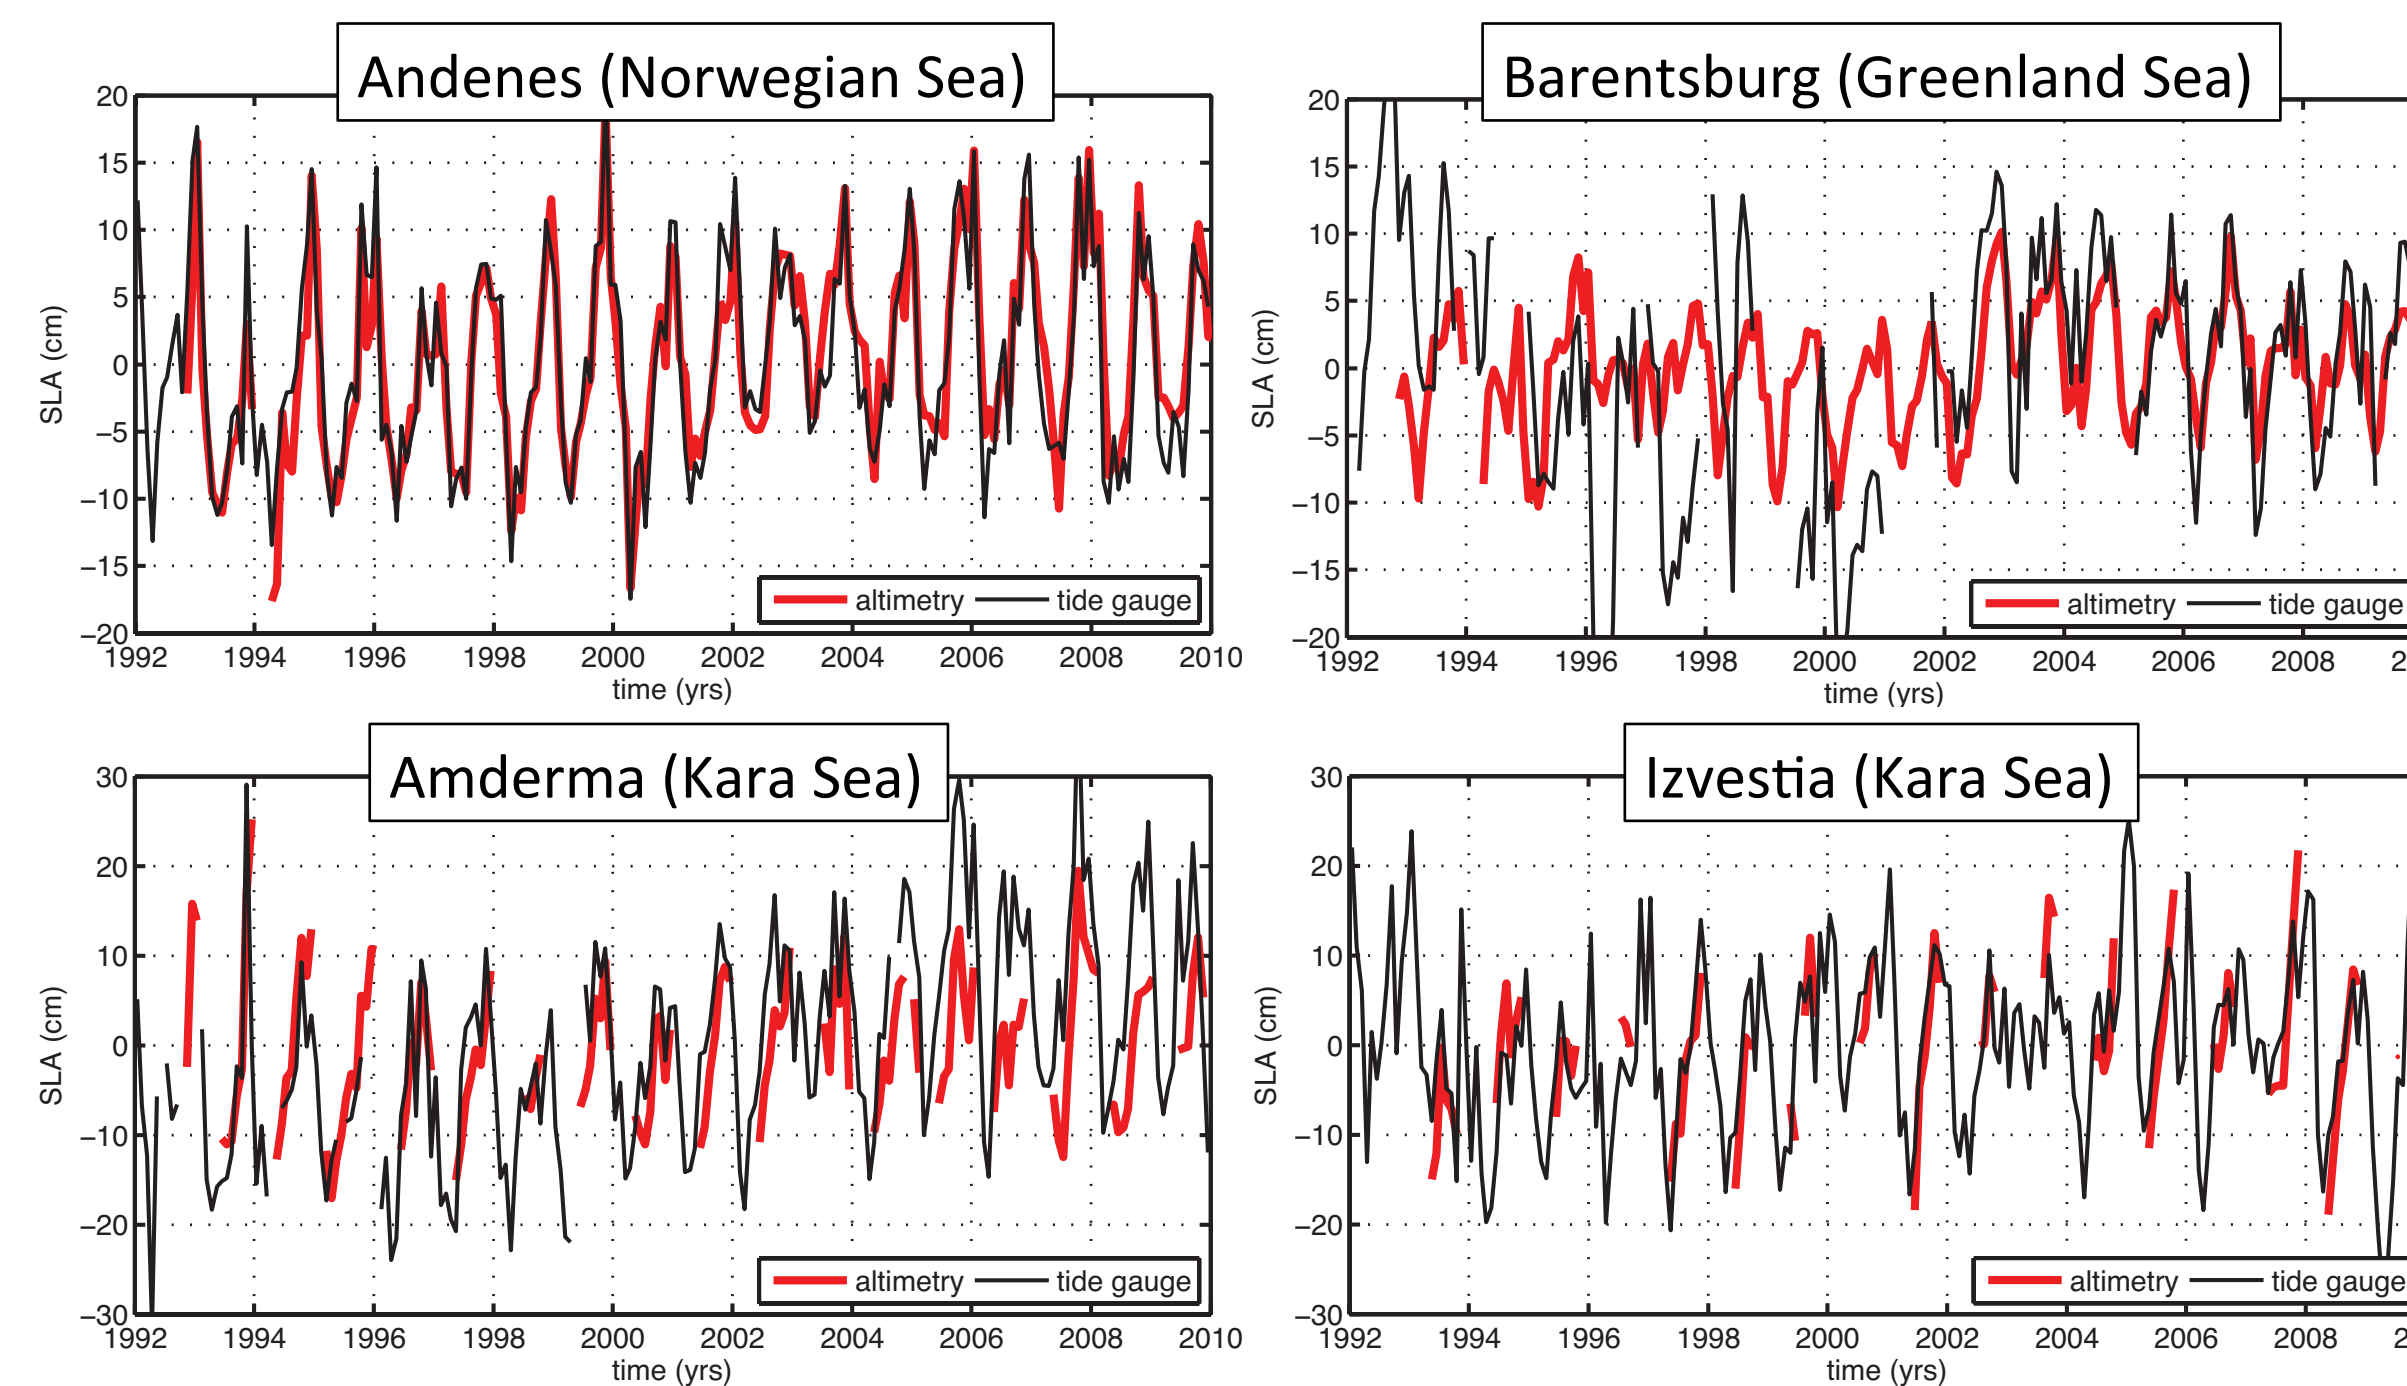 Andenes (Norwegian Sea)
20
15
10
5
0
−5
−10
−15
−20
SLA (cm)
1992 1994 1996 1998 2000 2002 2004 2006 2008 2010
time (yrs)
altimetry tide gauge
Barentsburg (Greenland Sea)
20
15
10
5
0
−5
−10
−15
−20
SLA (cm)
1992 1994 1996 1998 2000 2002 2004 2006 2008 2
time (yrs)
altimetry tide gauge
Amderma (Kara Sea)
30
20
10
0
−10
−20
−30
SLA (cm)
1992 1994 1996 1998 2000 2002 2004 2006 2008 2010
time (yrs)
altimetry tide gauge
Izvestia (Kara Sea)
30
20
10
0
−10
−20
−30
SLA (cm)
1992 1994 1996 1998 2000 2002 2004 2006 2008 2
time (yrs)
altimetry tide gauge